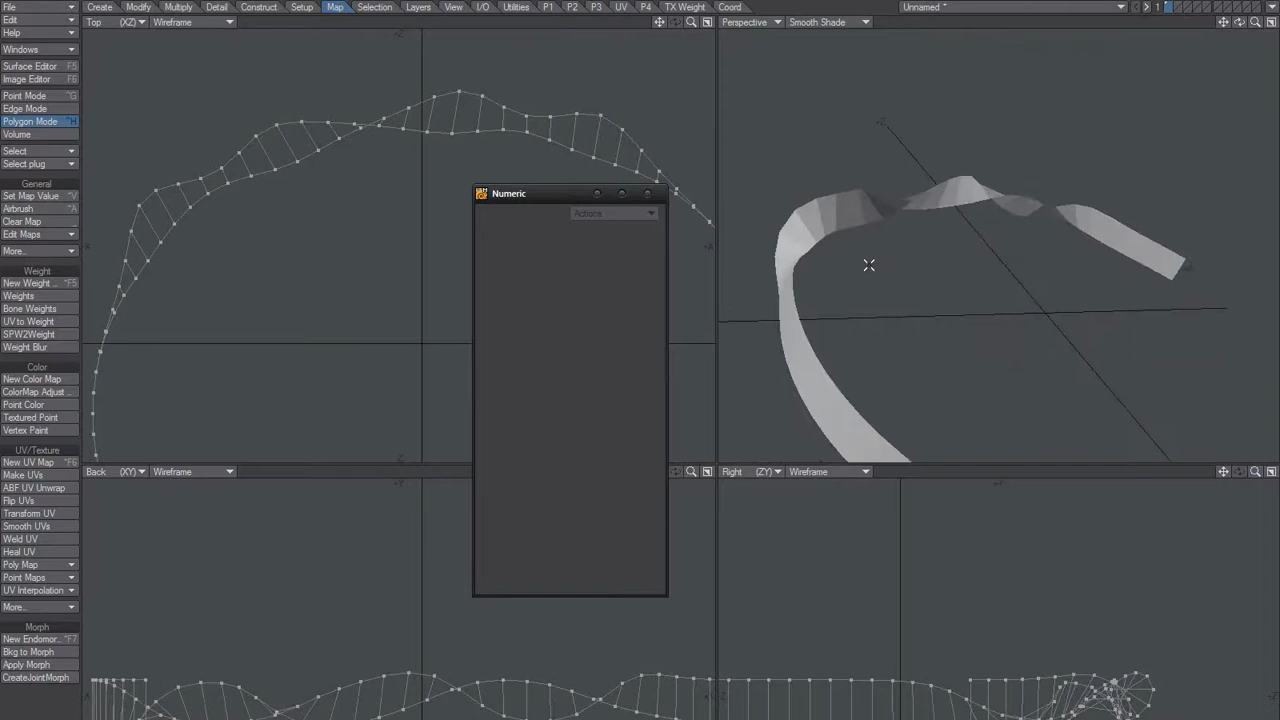 File
Create Modify Multiply Detail Construct Setup Map Selection Layers View I/O Utilities P1 P2 P3 UV P4 TX Weight Coord
Unnamed *
1
Edit
Top (XZ) Wireframe
Perspective Smooth Shade
Help
Windows
Surface Editor F5
Image Editor F6
Point Mode ^G
Edge Mode
Polygon Mode ^H
Volume
Select
Select plug
General
Set Map Value ^V
Airbrush ^A
Clear Map
Edit Maps
More...
Weight
New Weight ... ^F5
Weights
Bone Weights
UV to Weight
SPW2Weight
Weight Blur
Color
New Color Map
ColorMap Adjust ...
Point Color
Textured Point
Vertex Paint
UV/Texture
New UV Map ^F6
Make UVs
ABF UV Unwrap
Flip UVs
Transform UV
Smooth UVs
Weld UV
Heal UV
Poly Map
Point Maps
UV Interpolation
More...
Morph
New Endomor... ^F7
Bkg to Morph
Apply Morph
CreateJointMorph
Numeric
Actions
Back (XY) Wireframe
Right (ZY) Wireframe